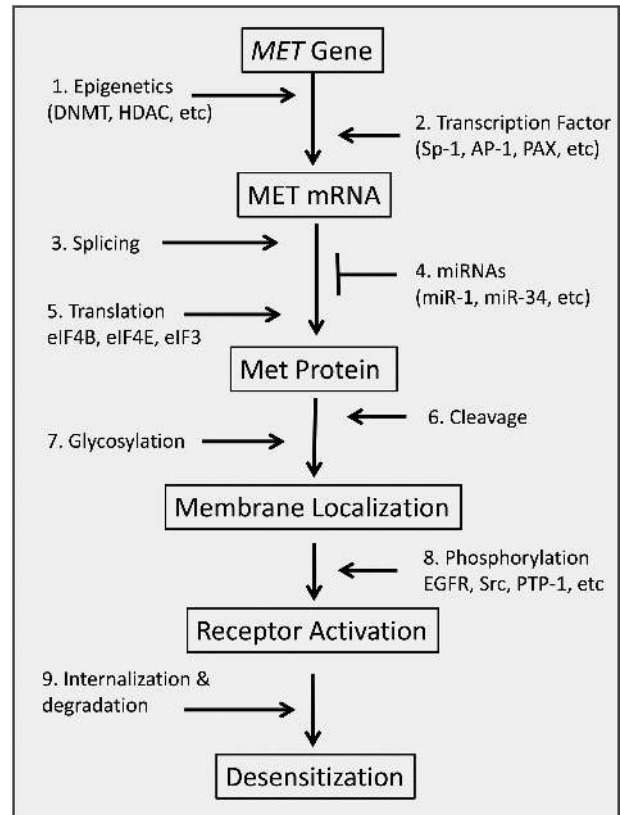 MET Gene
1. Epigenetics
(DNMT, HDAC, etc)
2. Transcription Factor
(Sp-1, AP-1, PAX, etc)
MET mRNA
3. Splicing
4. miRNAs
(miR-1, miR-34, etc)
5. Translation
eIF4B, eIF4E, eIF3
Met Protein
6. Cleavage
7. Glycosylation
Membrane Localization
8. Phosphorylation
EGFR, Src, PTP-1, etc
Receptor Activation
9. Internalization &
degradation
Desensitization